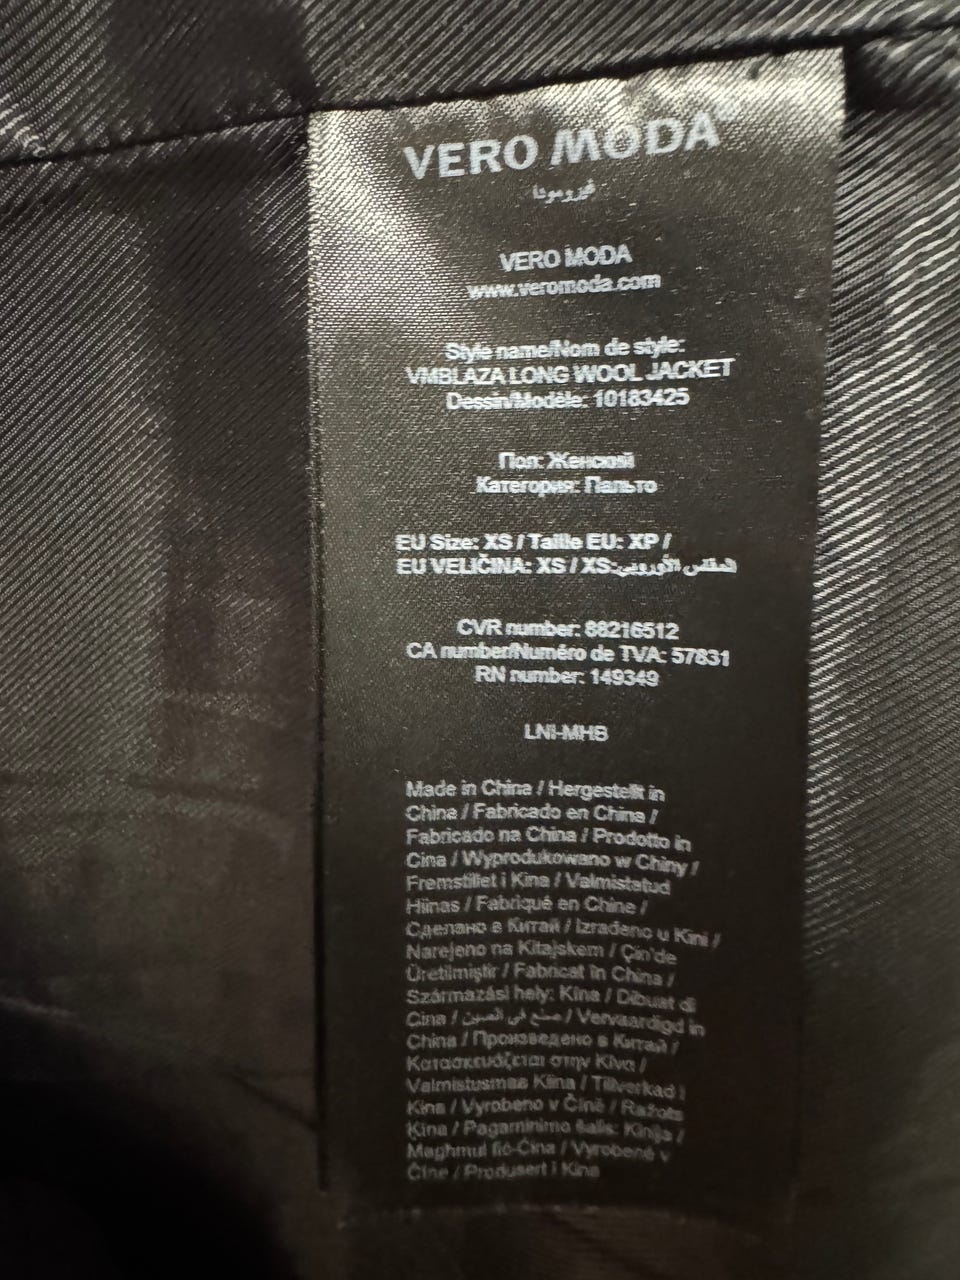 VERO MODA®
فيرومودا
VERO MODA
www.veromoda.com
Style name/Nom de style:
VMBLAZA LONG WOOL JACKET
Dessin/Modèle: 10183425
Пол: Женский
Категория: Пальто
EU Size: XS / Taille EU: XP /
EU VELIČINA: XS / XS:المقاس الأوروبي
CVR number: 88216512
CA number/Numéro de TVA: 57831
RN number: 149349
LNI-MHB
Made in China / Hergestellt in
China / Fabricado en China /
Fabricado na China / Prodotto in
Cina / Wyprodukowano w Chiny /
Fremstillet i Kina / Valmistatud
Hiinas / Fabriqué en Chine /
Сделано в Китай / Izrađeno u Kini /
Narejeno na Kitajskem / Çin'de
Üretilmiştir / Fabricat în China /
Származási hely: Kína / Dibuat di
Cina / صنع في الصين / Vervaardigd in
China / Произведено в Китай /
Κατασκευάζεται στην Κίνα /
Valmistusmaa Kiina / Tillverkad i
Kina / Vyrobeno v Číně / Ražots
Ķīna / Pagaminimo šalis: Kinija /
Magħmul fiċ-Ċina / Vyrobené v
Číne / Produsert i Kina